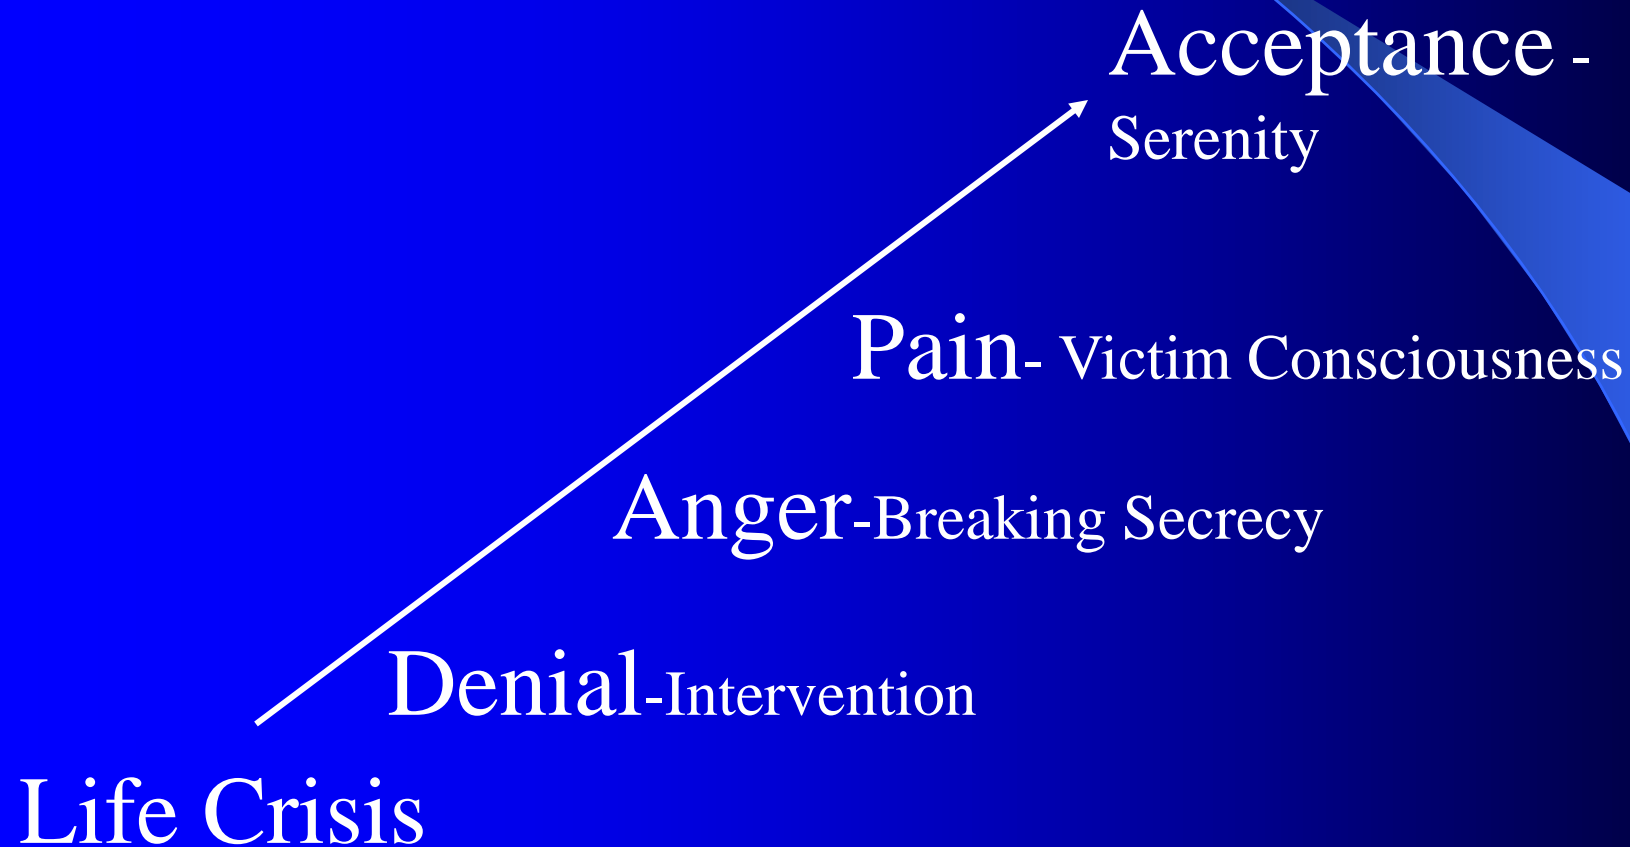 Acceptance -
Serenity
Pain- Victim Consciousness
Anger-Breaking Secrecy
Denial-Intervention
Life Crisis